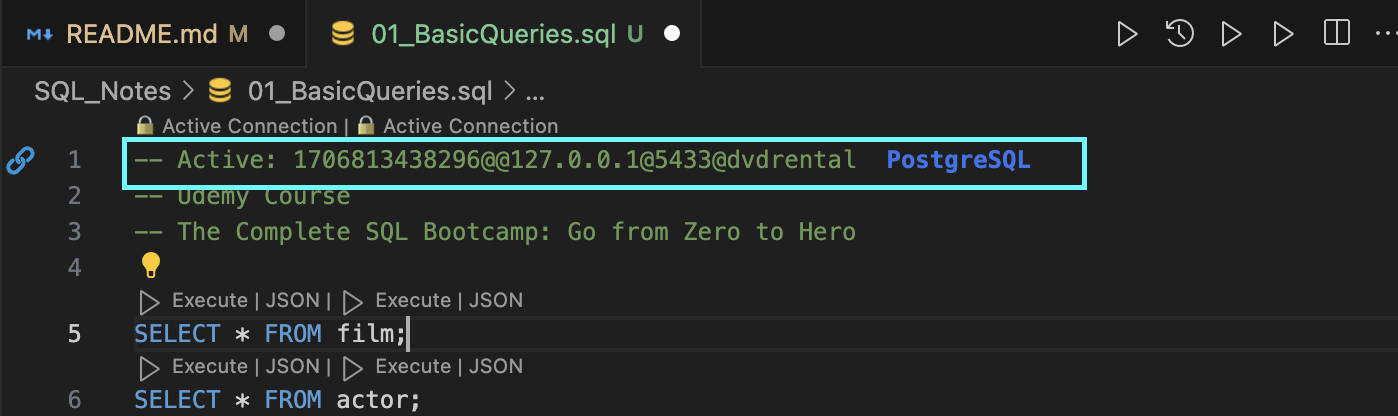 README.md M 01_BasicQueries.sql U
SQL_Notes > 01_BasicQueries.sql > ...
Active Connection | Active Connection
1 -- Active: 1706813438296@@127.0.0.1@5433@dvdrental PostgreSQL
2 -- Udemy Course
3 -- The Complete SQL Bootcamp: Go from Zero to Hero
4
Execute | JSON | Execute | JSON
5 SELECT * FROM film;
Execute | JSON | Execute | JSON
6 SELECT * FROM actor;